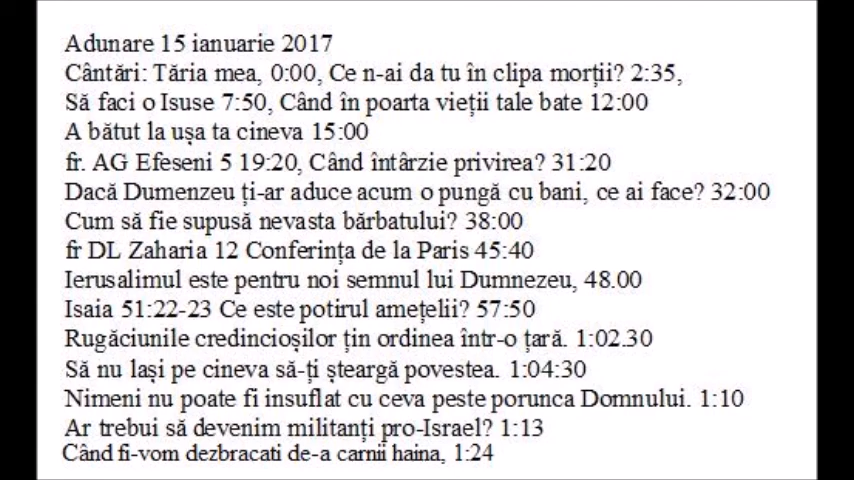 Adunare 15 ianuarie 2017
Cântări: Tăria mea, 0:00, Ce n-ai da tu în clipa morții? 2:35,
Să faci o Isuse 7:50, Când în poarta vieții tale bate 12:00
A bătut la ușa ta cineva 15:00
fr. AG Efeseni 5 19:20, Când întârzie privirea? 31:20
Dacă Dumenzeu ți-ar aduce acum o pungă cu bani, ce ai face? 32:00
Cum să fie supusă nevasta bărbatului? 38:00
fr DL Zaharia 12 Conferința de la Paris 45:40
Ierusalimul este pentru noi semnul lui Dumnezeu, 48.00
Isaia 51:22-23 Ce este potirul amețelii? 57:50
Rugăciunile credincioșilor țin ordinea într-o țară. 1:02.30
Să nu lași pe cineva să-ți șteargă povestea. 1:04:30
Nimeni nu poate fi insuflat cu ceva peste porunca Domnului. 1:10
Ar trebui să devenim militanți pro-Israel? 1:13
Când fi-vom dezbracati de-a carnii haina, 1:24